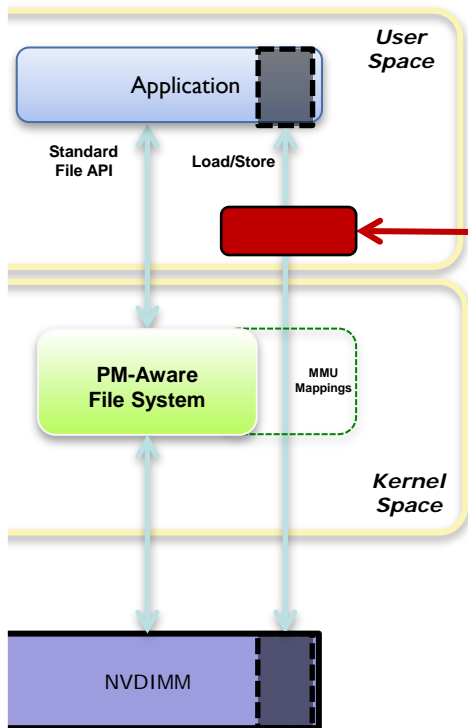 User
Space
Application
Standard
File API
Load/Store
PM-Aware
File System
MMU
Mappings
Kernel
Space
NVDIMM